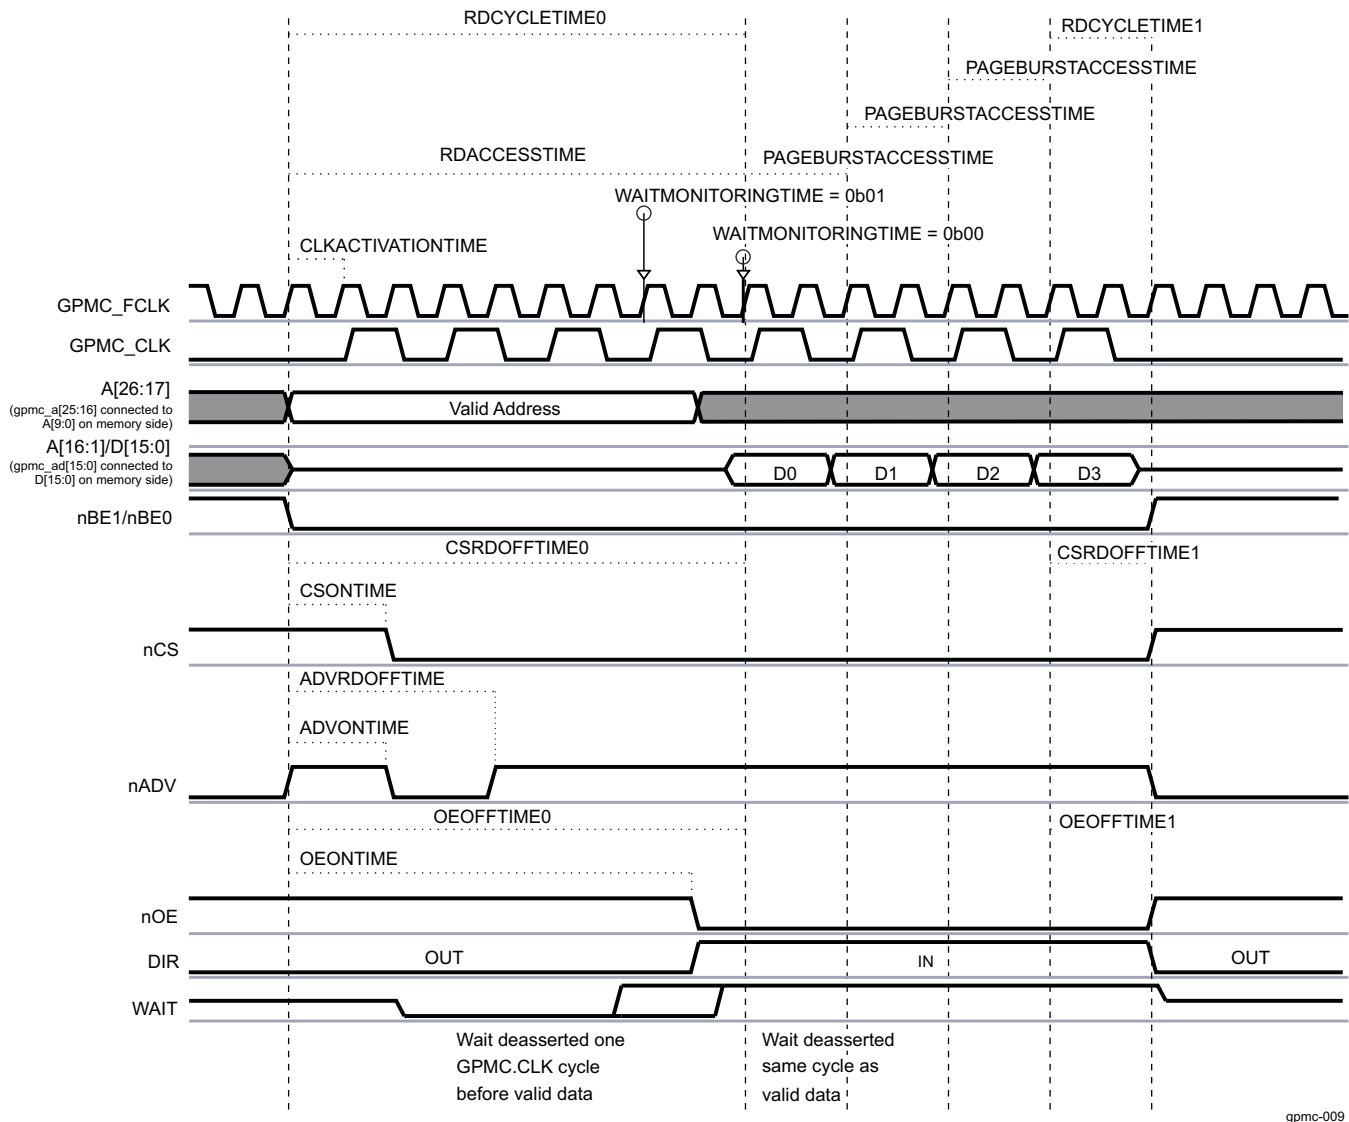 RDCYCLETIME0
RDCYCLETIME1
PAGEBURSTACCESSTIME
PAGEBURSTACCESSTIME
RDACCESSTIME
PAGEBURSTACCESSTIME
WAITMONITORINGTIME = 0b01
WAITMONITORINGTIME = 0b00
CLKACTIVATIONTIME
GPMC_FCLK
GPMC_CLK
A[26:17]
(gpmc_a[25:16] connected to
A[9:0] on memory side)
Valid Address
A[16:1]/D[15:0]
(gpmc_ad[15:0] connected to
D[15:0] on memory side)
D0
D1
D2
D3
nBE1/nBE0
CSRDOFFTIME0
CSRDOFFTIME1
CSONTIME
nCS
ADVRDOFFTIME
ADVONTIME
nADV
OEOFFTIME0
OEOFFTIME1
OEONTIME
nOE
DIR
OUT
IN
OUT
WAIT
Wait deasserted one
GPMC.CLK cycle
before valid data
Wait deasserted
same cycle as
valid data
gpmc-009